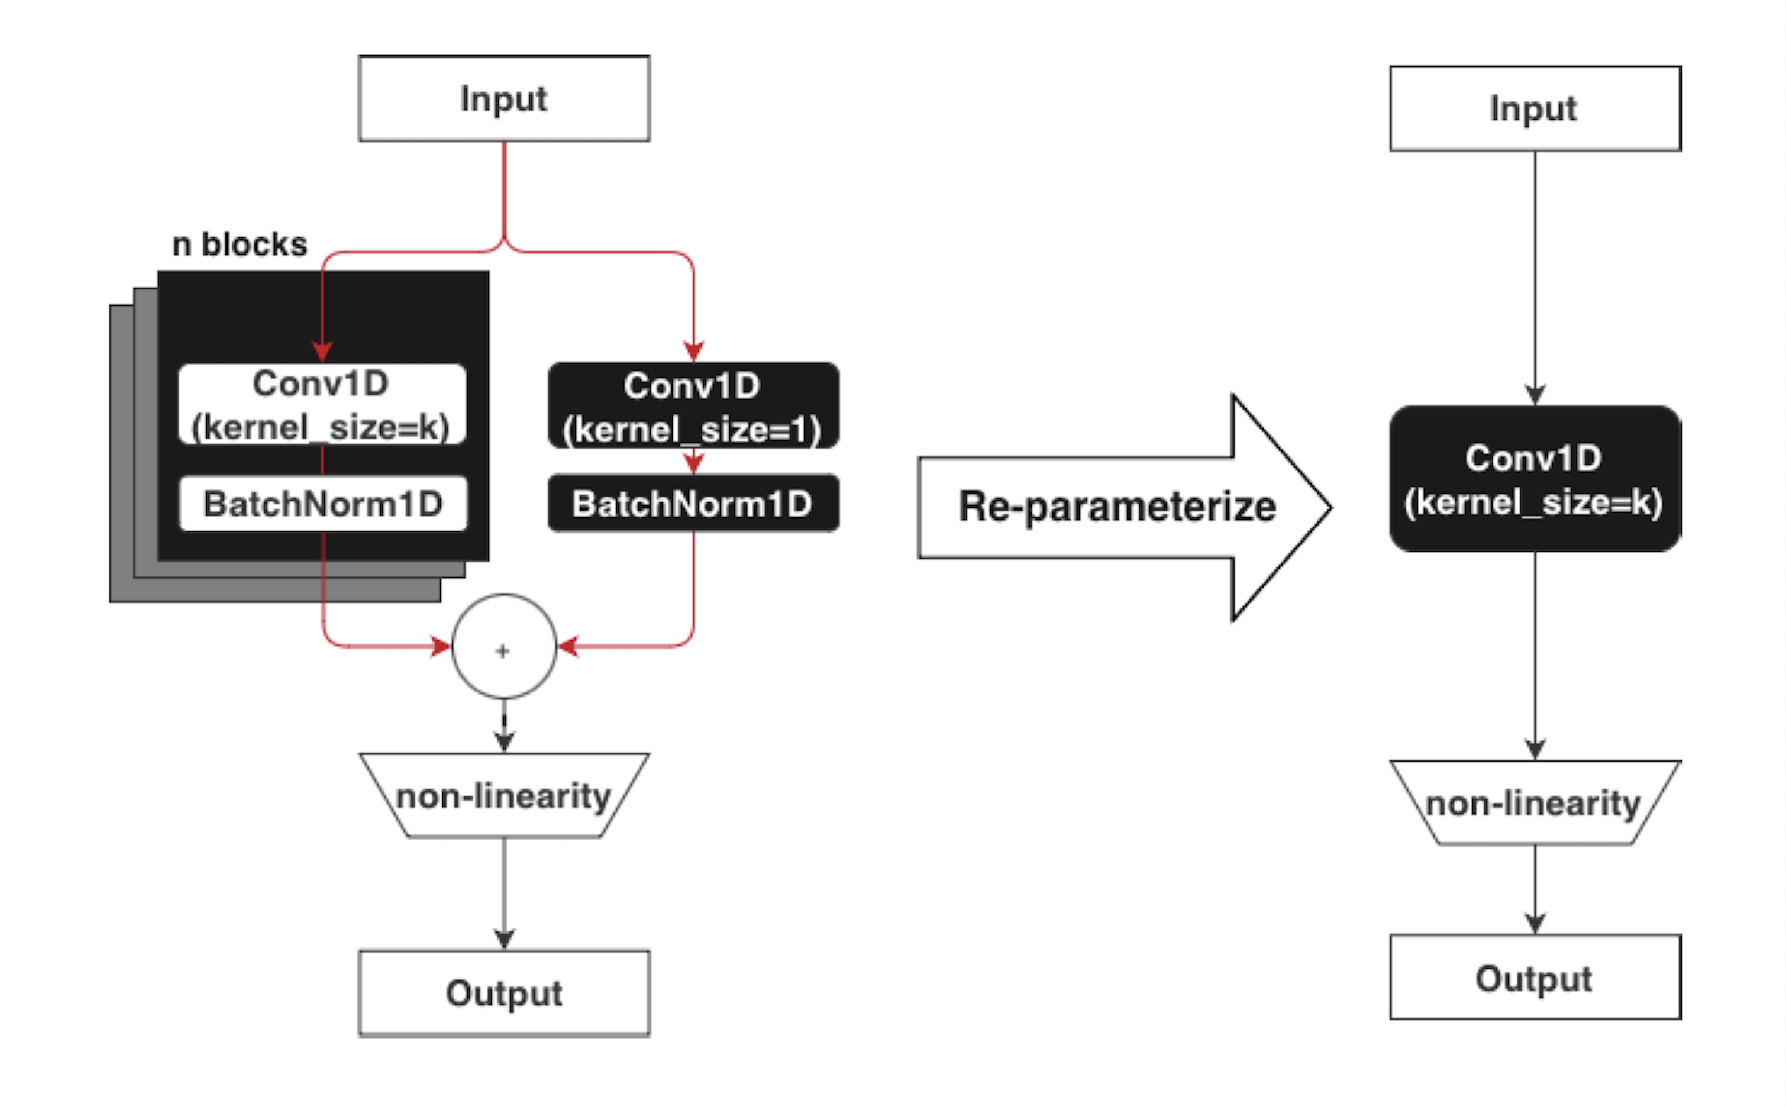 Input
n blocks
Conv1D
(kernel_size=k)
BatchNorm1D
Conv1D
(kernel_size=1)
BatchNorm1D
+
non-linearity
Output
Re-parameterize
Input
Conv1D
(kernel_size=k)
non-linearity
Output